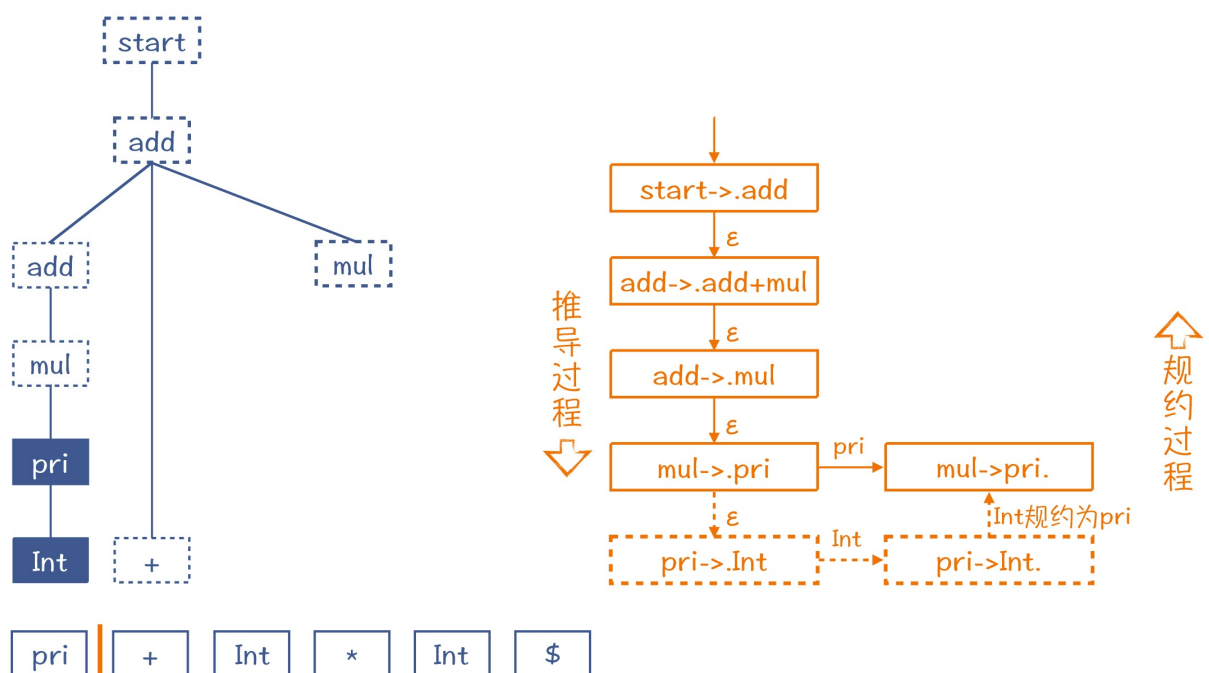 start
add
add
mul
mul
pri
Int
+
pri
+
Int
*
Int
$
推导过程
start->.add
ε
add->.add+mul
ε
add->.mul
ε
mul->.pri
pri
mul->pri.
ε
Int规约为pri
pri->.Int
Int
pri->Int.
规约过程